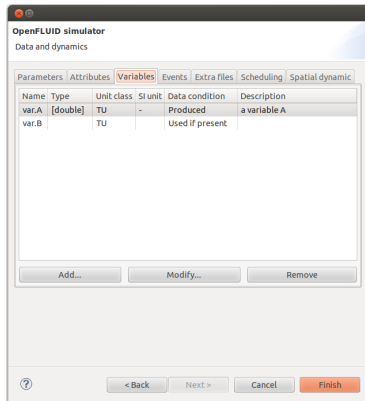 OpenFLUID simulator
Data and dynamics
Parameters Attributes Variables Events Extra files Scheduling Spatial dynamic
Name Type Unit class SI unit Data condition Description
var.A [double] TU - Produced a variable A
var.B TU Used if present
Add... Modify... Remove
? < Back Next > Cancel Finish